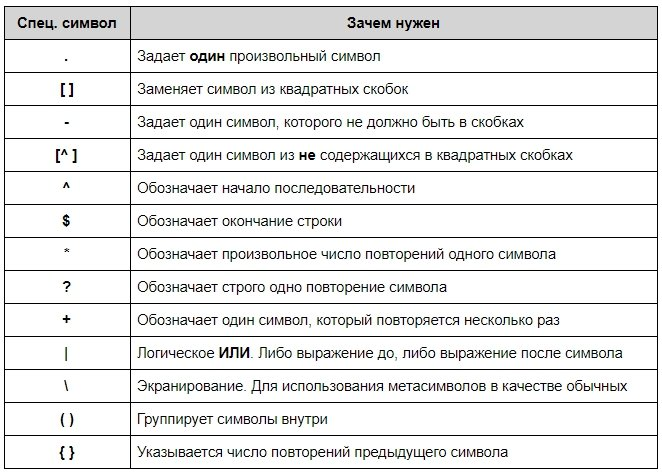 Спец. символ Зачем нужен
. Задает один произвольный символ
[ ] Заменяет символ из квадратных скобок
- Задает один символ, которого не должно быть в скобках
[^ ] Задает один символ из не содержащихся в квадратных скобках
^ Обозначает начало последовательности
$ Обозначает окончание строки
* Обозначает произвольное число повторений одного символа
? Обозначает строго одно повторение символа
+ Обозначает один символ, который повторяется несколько раз
| Логическое ИЛИ. Либо выражение до, либо выражение после символа
\ Экранирование. Для использования метасимволов в качестве обычных
( ) Группирует символы внутри
{ } Указывается число повторений предыдущего символа